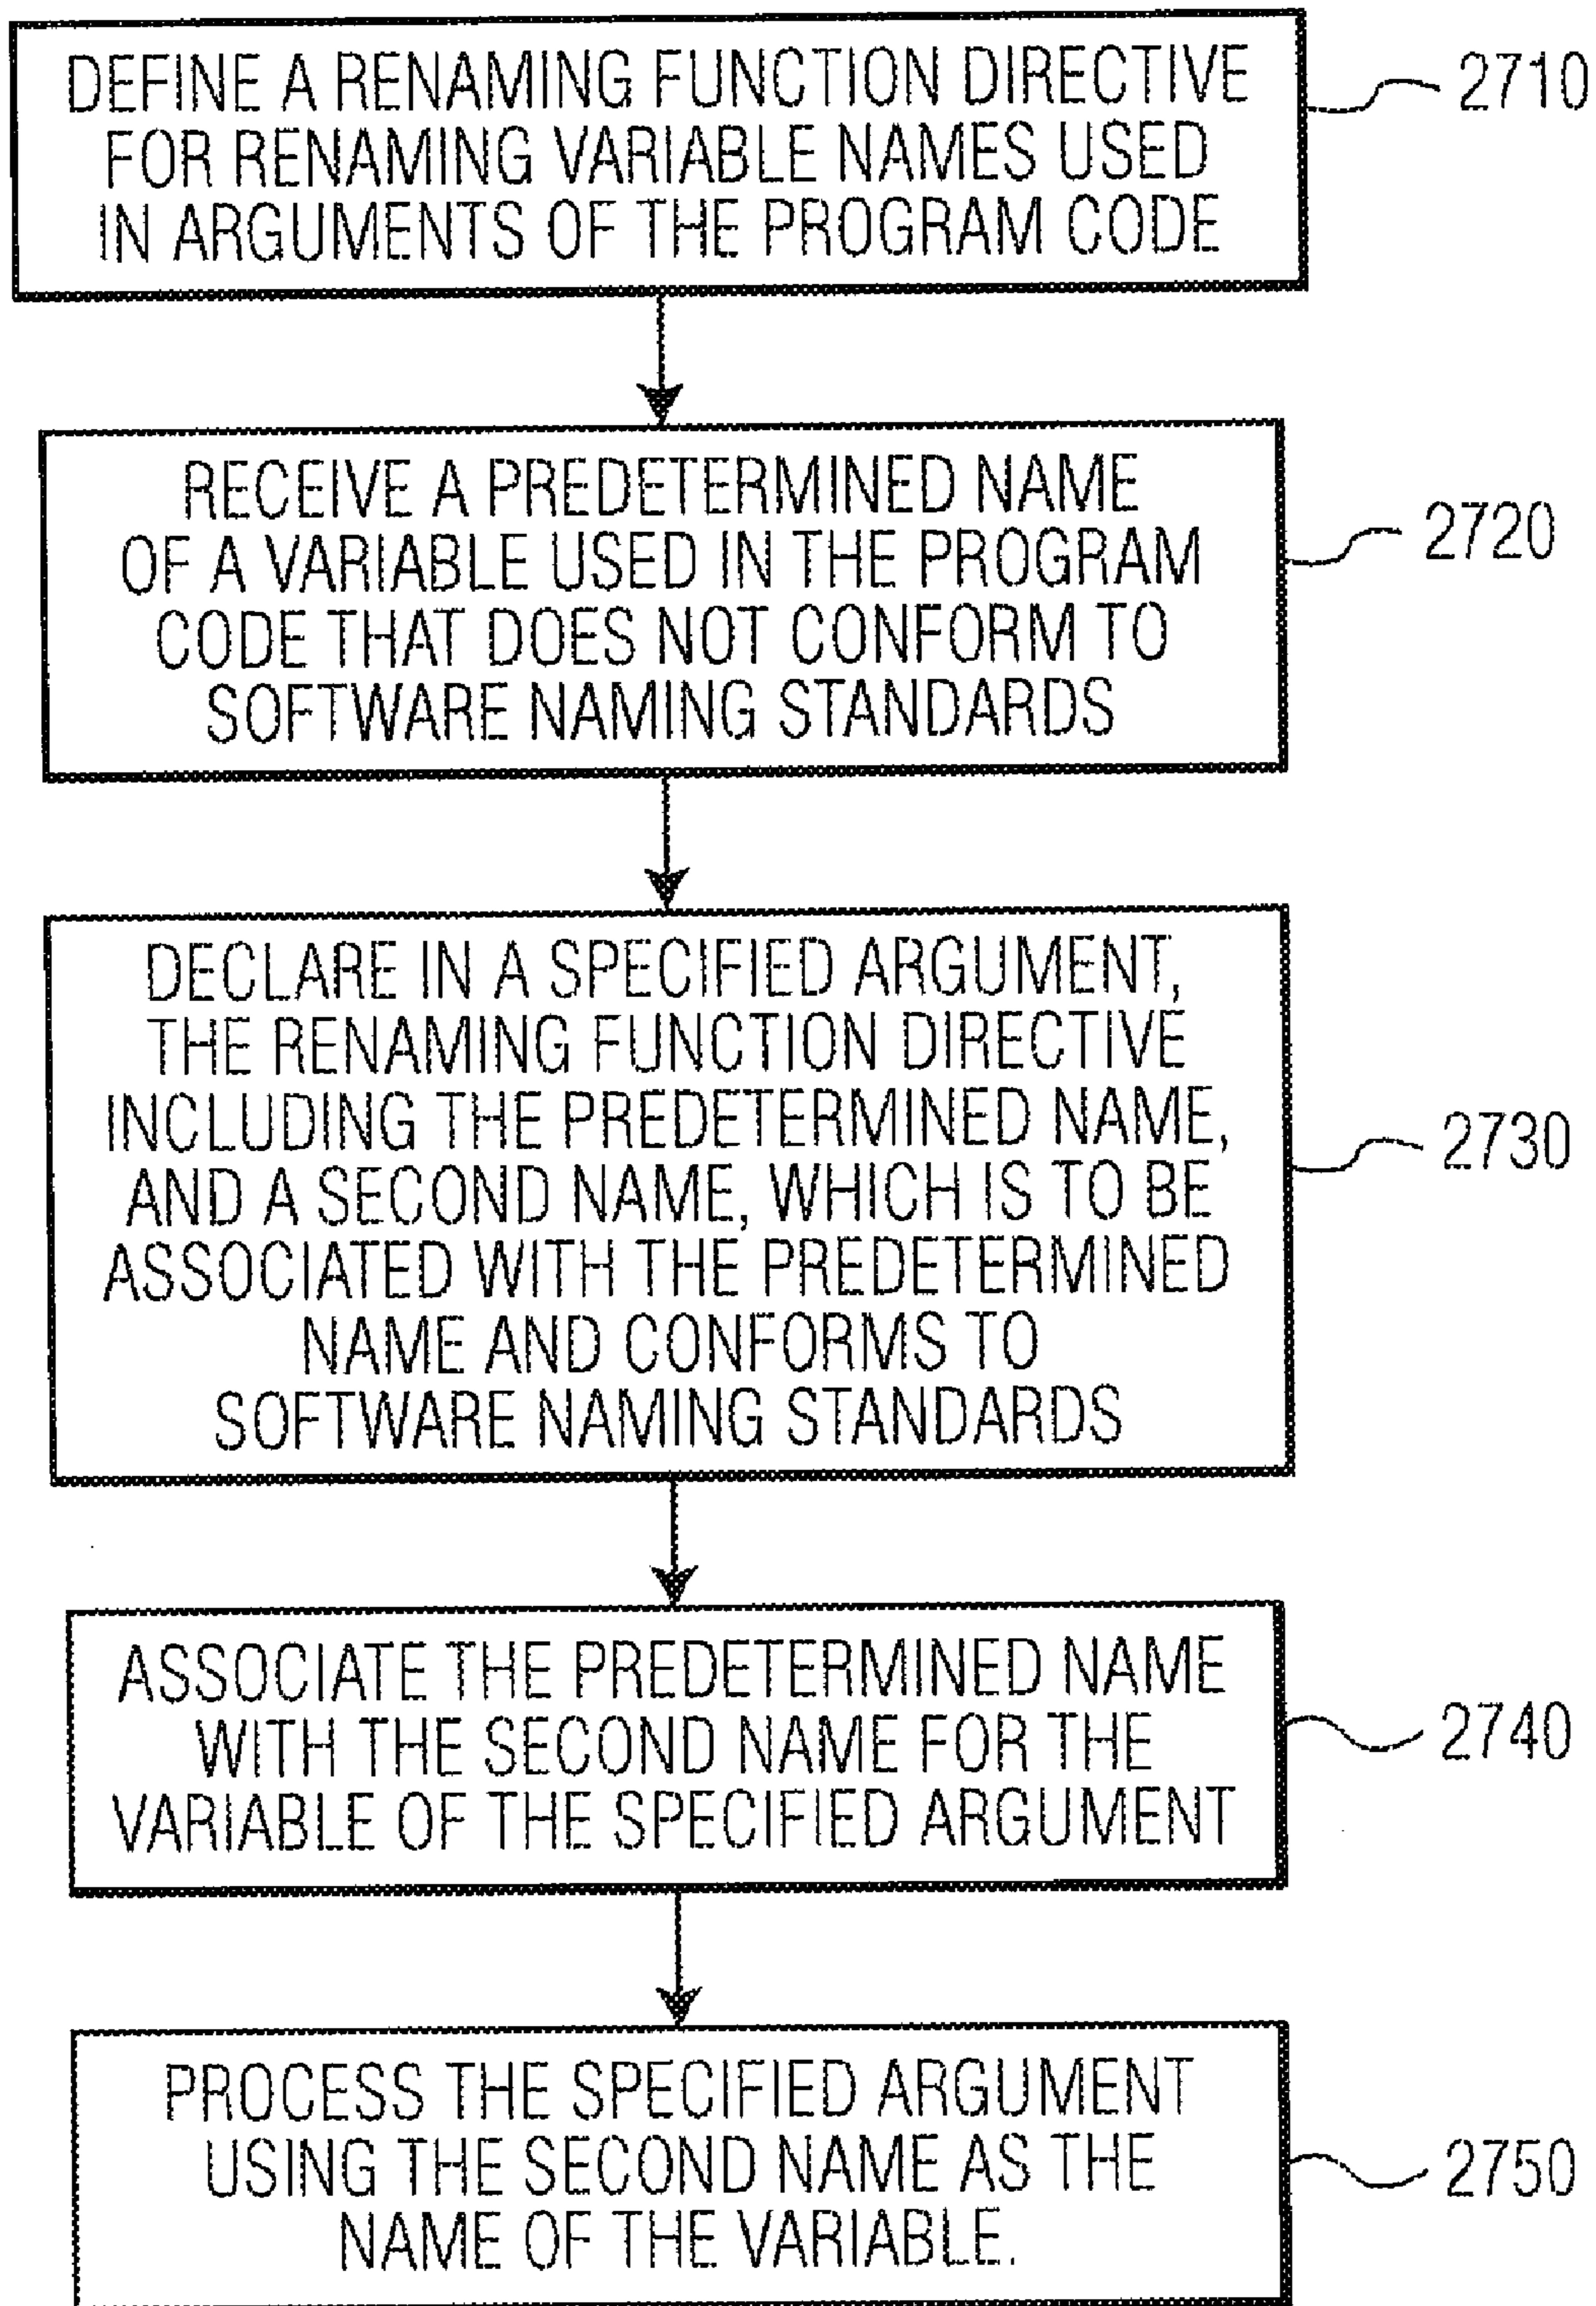 DEFINE A RENAMING FUNCTION DIRECTIVE
FOR RENAMING VARIABLE NAMES USED
IN ARGUMENTS OF THE PROGRAM CODE
2710
RECEIVE A PREDETERMINED NAME
OF A VARIABLE USED IN THE PROGRAM
CODE THAT DOES NOT CONFORM TO
SOFTWARE NAMING STANDARDS
2720
DECLARE IN A SPECIFIED ARGUMENT,
THE RENAMING FUNCTION DIRECTIVE
INCLUDING THE PREDETERMINED NAME,
AND A SECOND NAME, WHICH IS TO BE
ASSOCIATED WITH THE PREDETERMINED
NAME AND CONFORMS TO
SOFTWARE NAMING STANDARDS
2730
ASSOCIATE THE PREDETERMINED NAME
WITH THE SECOND NAME FOR THE
VARIABLE OF THE SPECIFIED ARGUMENT
2740
PROCESS THE SPECIFIED ARGUMENT
USING THE SECOND NAME AS THE
NAME OF THE VARIABLE.
2750